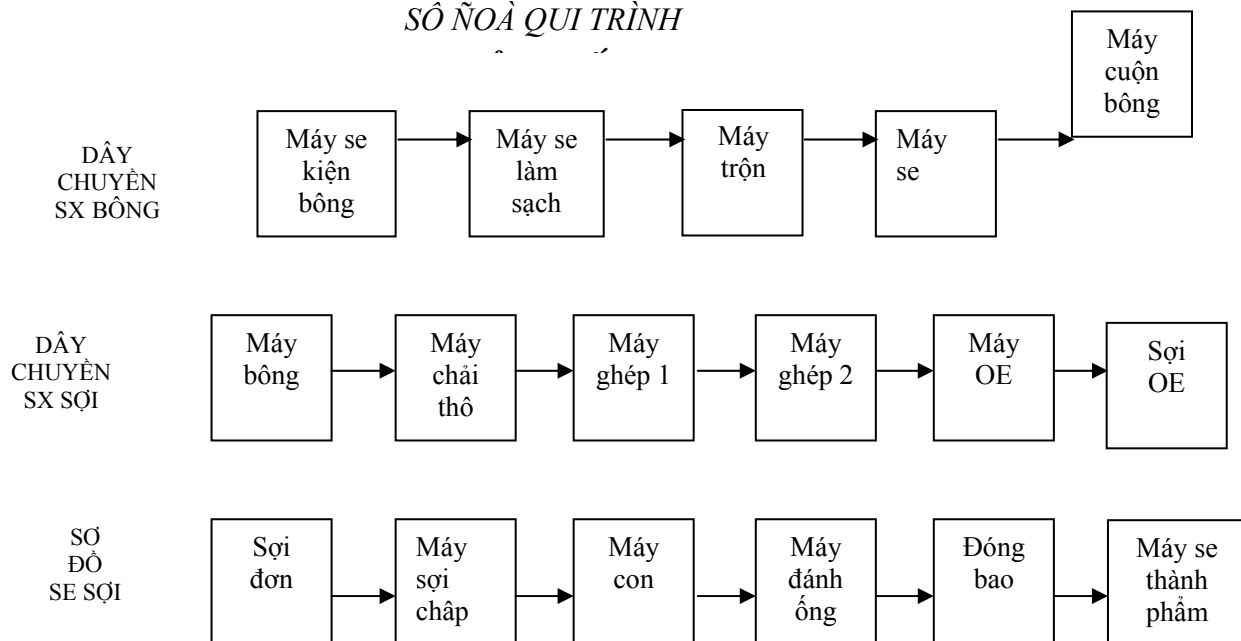 SÔ ÑOÀ QUI TRÌNH
DÂY
CHUYỀN
SX BÔNG
Máy se
kiện
bông
Máy se
làm
sạch
Máy
trộn
Máy
se
Máy
cuộn
bông
DÂY
CHUYỀN
SX SỢI
Máy
bông
Máy
chải
thô
Máy
ghép 1
Máy
ghép 2
Máy
OE
Sợi
OE
SƠ
ĐỒ
SE SỢI
Sợi
đơn
Máy
sợi
châp
Máy
con
Máy
đánh
ống
Đóng
bao
Máy se
thành
phẩm